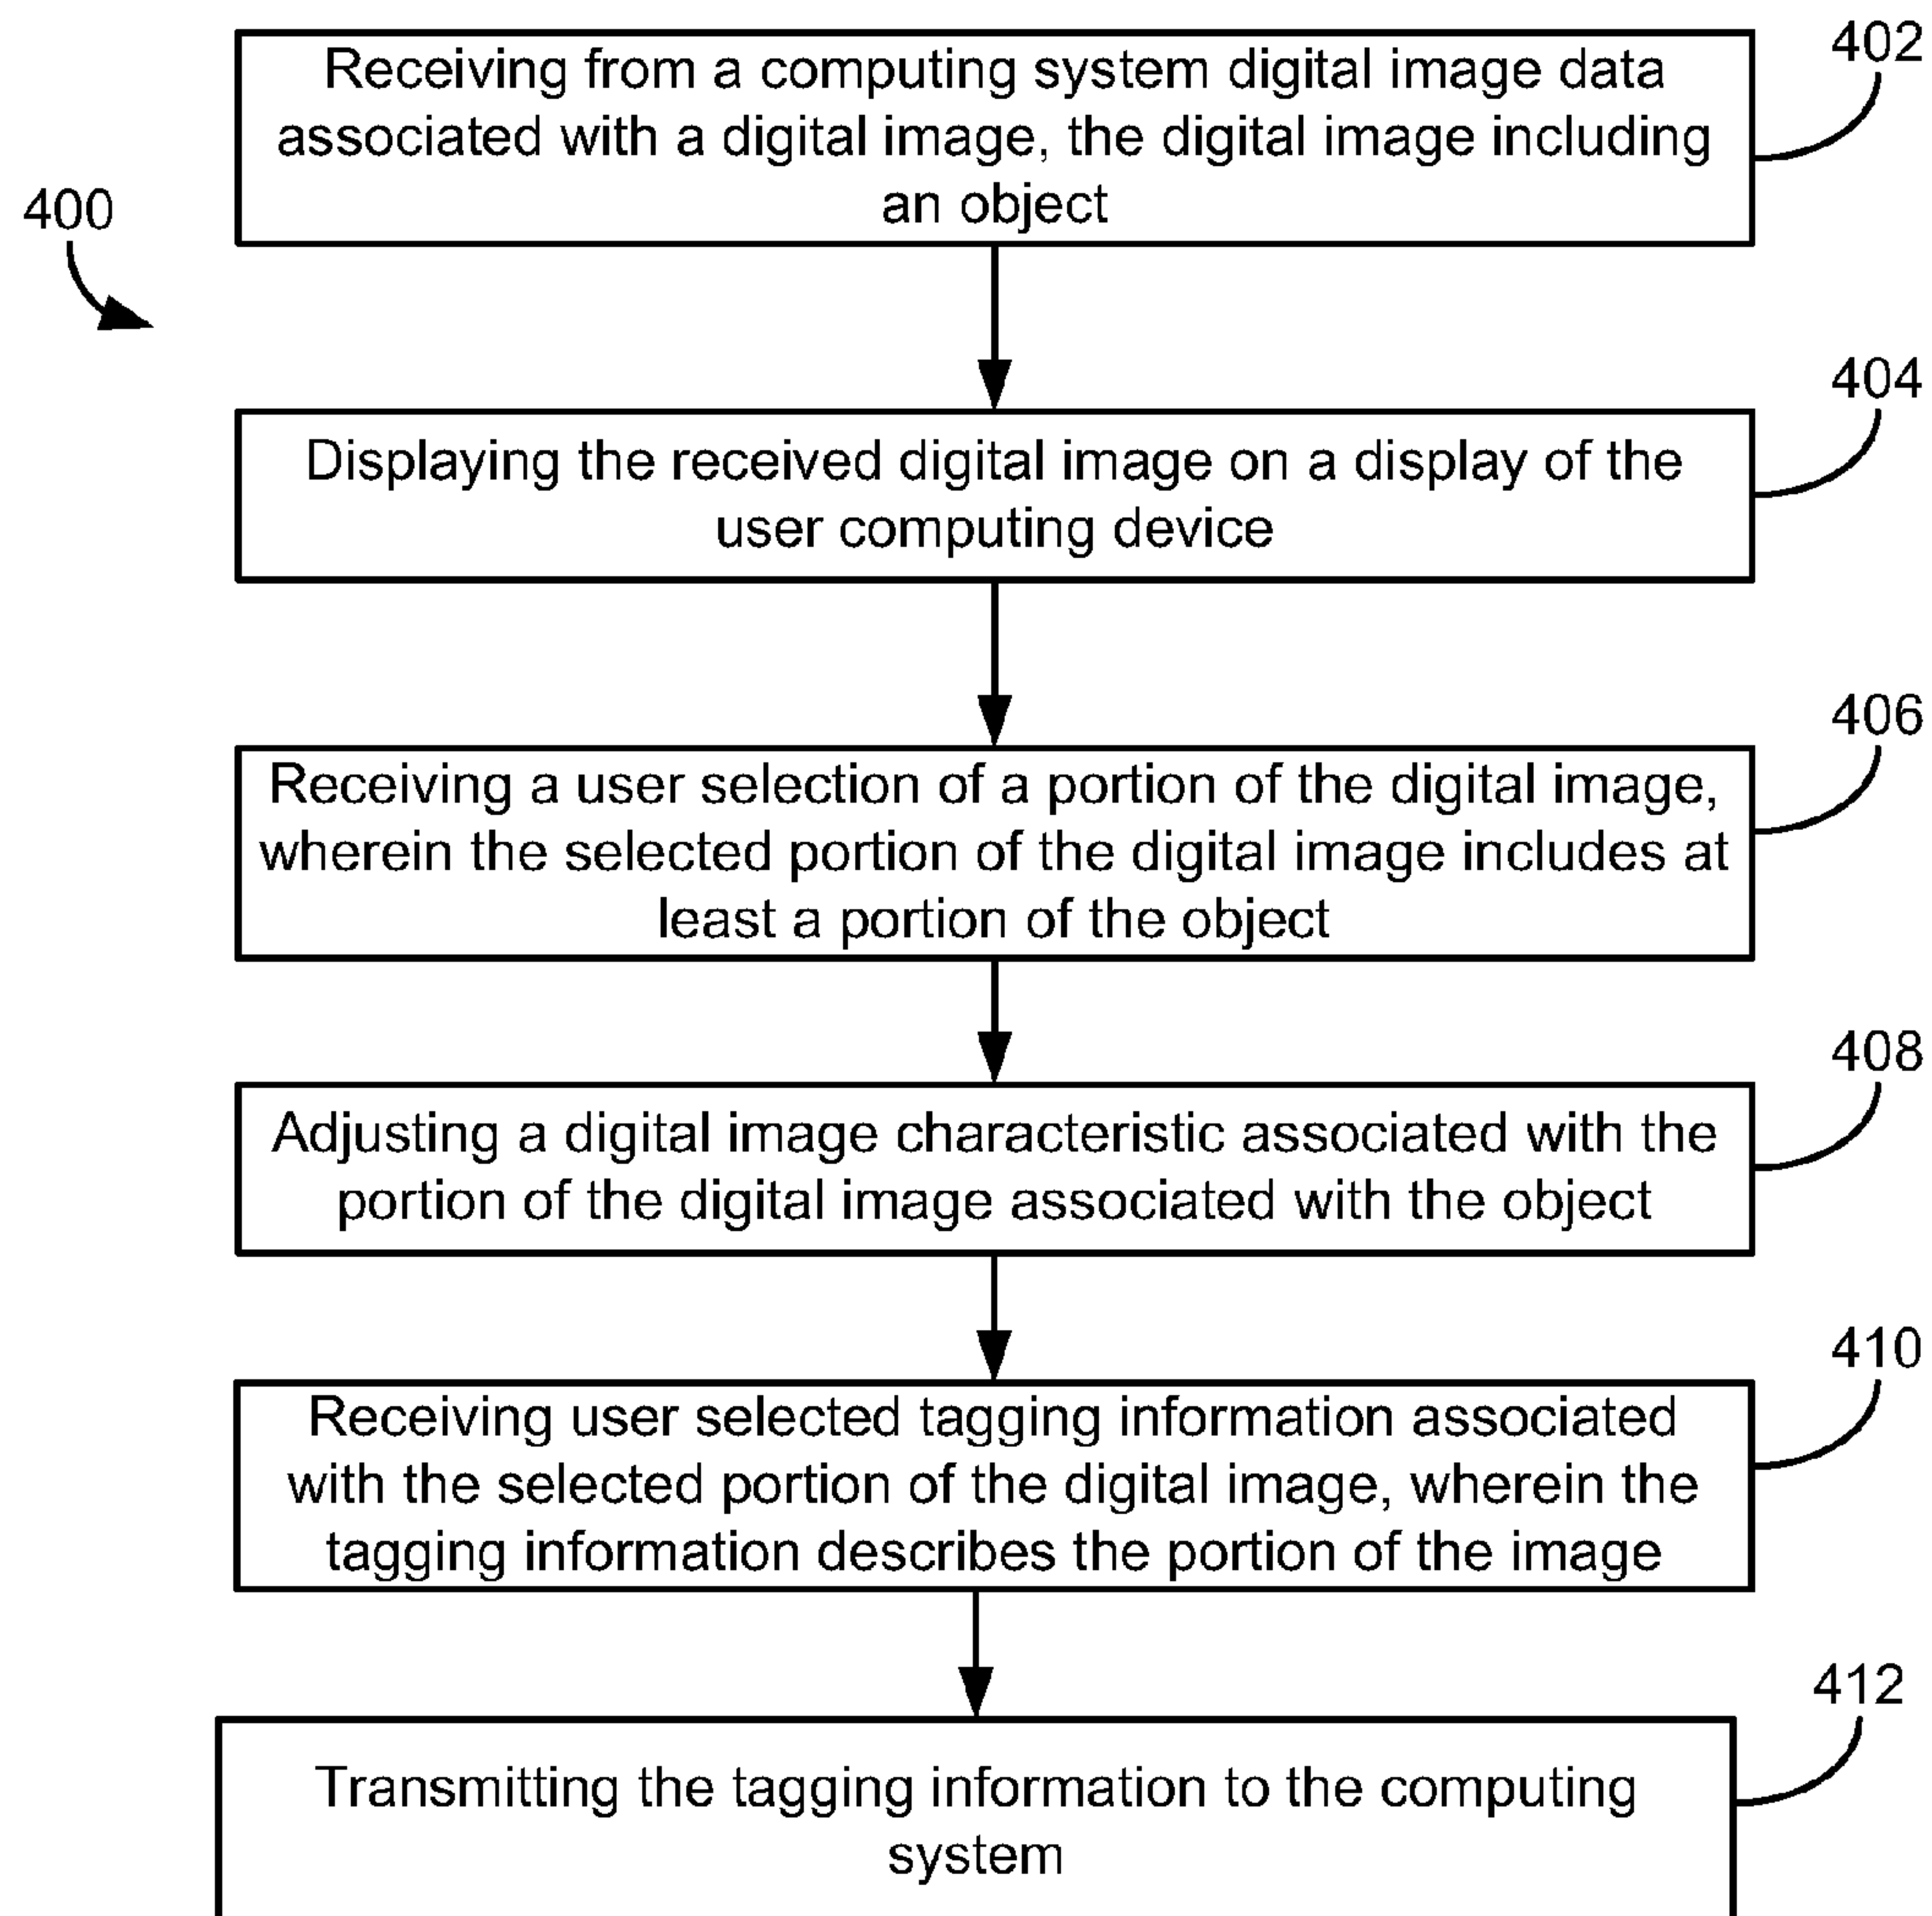 402
Receiving from a computing system digital image data
associated with a digital image, the digital image including
an object
400
404
Displaying the received digital image on a display of the
user computing device
406
Receiving a user selection of a portion of the digital image,
wherein the selected portion of the digital image includes at
least a portion of the object
408
Adjusting a digital image characteristic associated with the
portion of the digital image associated with the object
410
Receiving user selected tagging information associated
with the selected portion of the digital image, wherein the
tagging information describes the portion of the image
412
Transmitting the tagging information to the computing
system